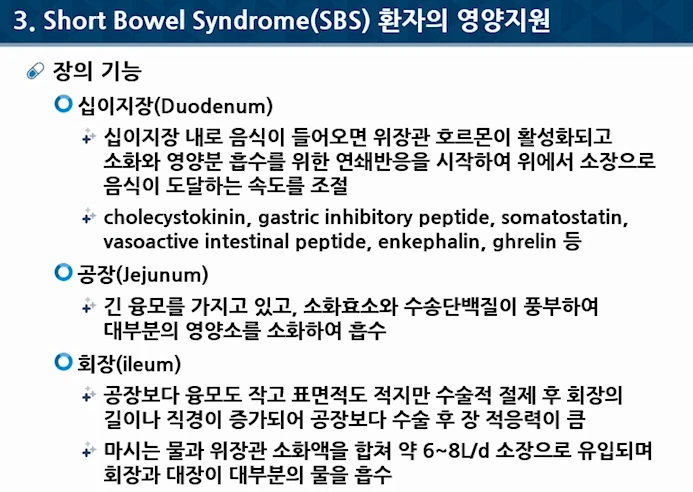 3. Short Bowel Syndrome(SBS) 환자의 영양지원
장의 기능
십이지장(Duodenum)
십이지장 내로 음식이 들어오면 위장관 호르몬이 활성화되고
소화와 영양분 흡수를 위한 연쇄반응을 시작하여 위에서 소장으로
음식이 도달하는 속도를 조절
cholecystokinin, gastric inhibitory peptide, somatostatin,
vasoactive intestinal peptide, enkephalin, ghrelin 등
공장(Jejunum)
긴 융모를 가지고 있고, 소화효소와 수송단백질이 풍부하여
대부분의 영양소를 소화하여 흡수
회장(ileum)
공장보다 융모도 작고 표면적도 적지만 수술적 절제 후 회장의
길이나 직경이 증가되어 공장보다 수술 후 장 적응력이 큼
마시는 물과 위장관 소화액을 합쳐 약 6~8L/d 소장으로 유입되며
회장과 대장이 대부분의 물을 흡수